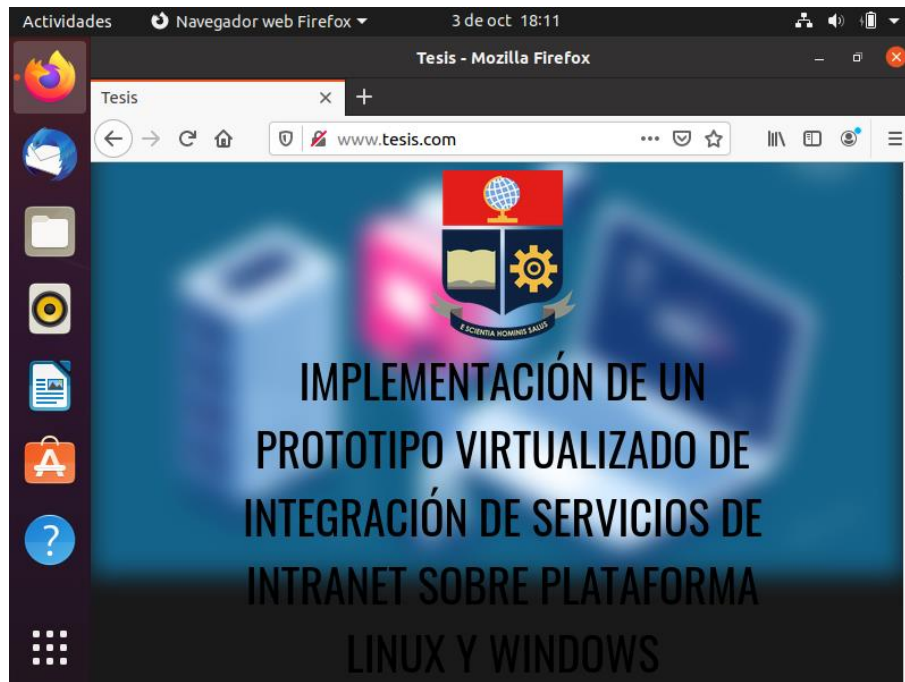 Actividades Navegador web Firefox 3 de oct 18:11
Tesis - Mozilla Firefox
Tesis
www.tesis.com
E SCIENTIA HOMINIS SALUS
IMPLEMENTACIÓN DE UN
PROTOTIPO VIRTUALIZADO DE
INTEGRACIÓN DE SERVICIOS DE
INTRANET SOBRE PLATAFORMA
LINUX Y WINDOWS